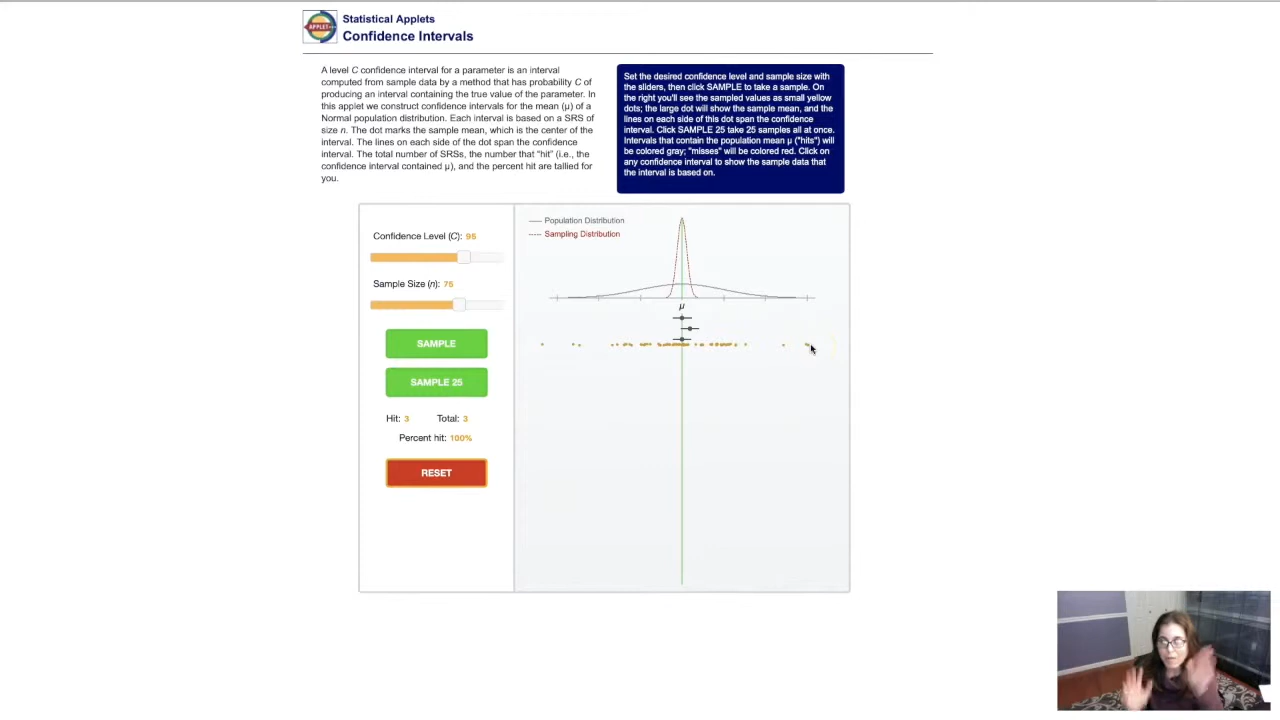 APPLET
Statistical Applets
Confidence Intervals
A level C confidence interval for a parameter is an interval
computed from sample data by a method that has probability C of
producing an interval containing the true value of the parameter. In
this applet we construct confidence intervals for the mean (μ) of a
Normal population distribution. Each interval is based on a SRS of
size n. The dot marks the sample mean, which is the center of the
interval. The lines on each side of the dot span the confidence
interval. The total number of SRSs, the number that "hit" (i.e., the
confidence interval contained μ), and the percent hit are tallied for
you.
Set the desired confidence level and sample size with
the sliders, then click SAMPLE to take a sample. On
the right you'll see the sampled values as small yellow
dots; the large dot will show the sample mean, and the
lines on each side of this dot span the confidence
interval. Click SAMPLE 25 take 25 samples all at once.
Intervals that contain the population mean μ ("hits") will
be colored gray; "misses" will be colored red. Click on
any confidence interval to show the sample data that
the interval is based on.
Confidence Level (C): 95
Sample Size (n): 75
SAMPLE
SAMPLE 25
Hit: 3 Total: 3
Percent hit: 100%
RESET
Population Distribution
Sampling Distribution
μ